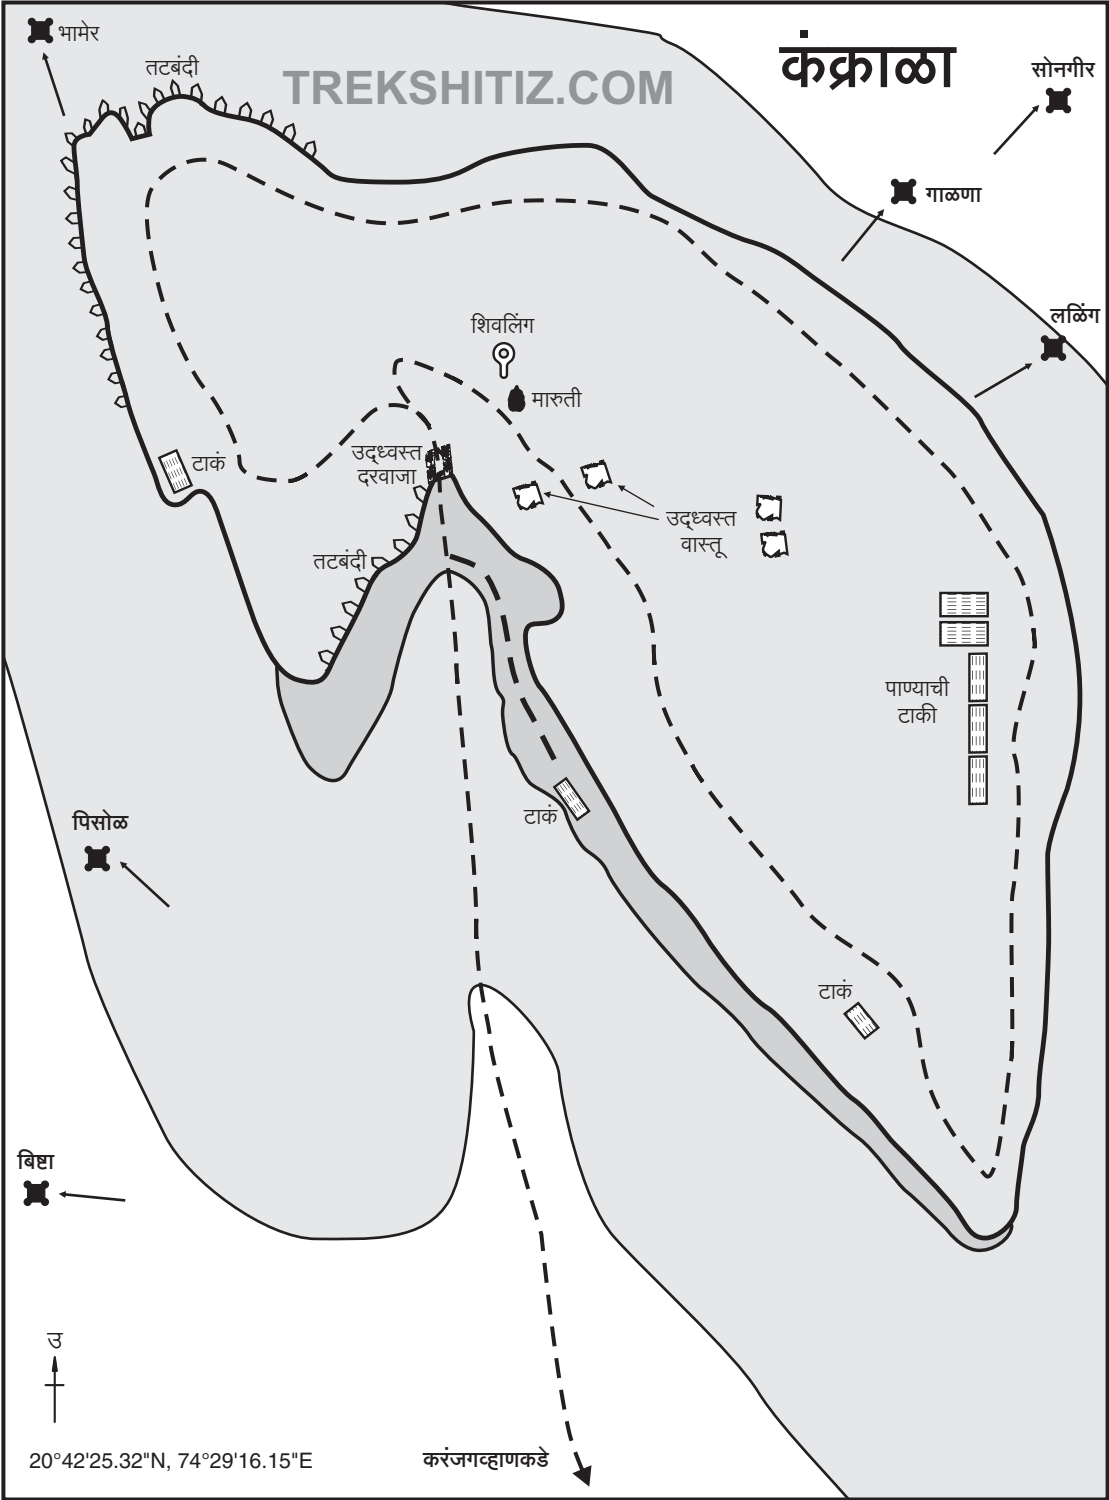 भामेर
तटबंदी
TREKSHITIZ.COM
कंक्राळा
सोनगीर
गाळणा
लळिंग
शिवलिंग
मारुती
टाकं
उद्ध्वस्त
दरवाजा
उद्ध्वस्त
वास्तू
तटबंदी
पाण्याची
टाकी
टाकं
पिसोळ
टाकं
बिष्टा
उ
20°42'25.32"N, 74°29'16.15"E
करंजगव्हाणकडे